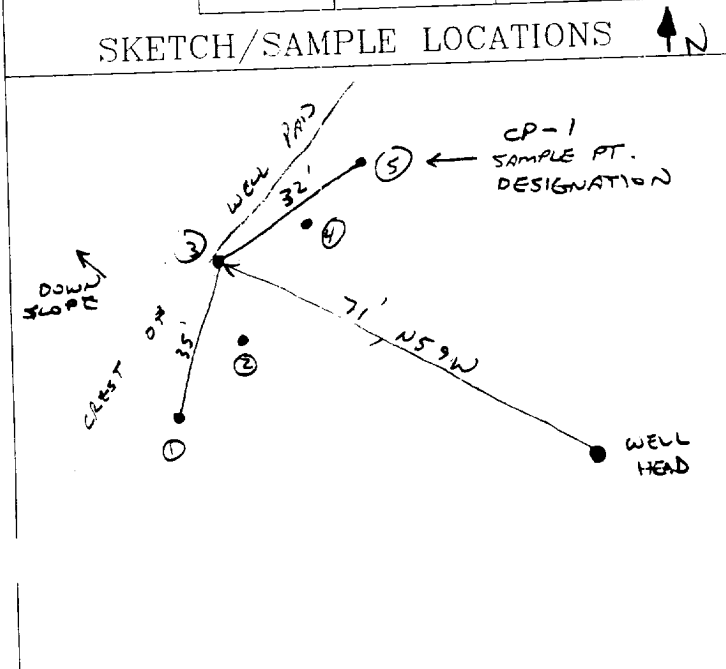 SKETCH/SAMPLE LOCATIONS
N
CP-1
SAMPLE PT.
DESIGNATION
5
WELL PAD
32'
4
3
DOWN
SLOPE
71', N59W
CREST OF
35'
2
1
WELL
HEAD